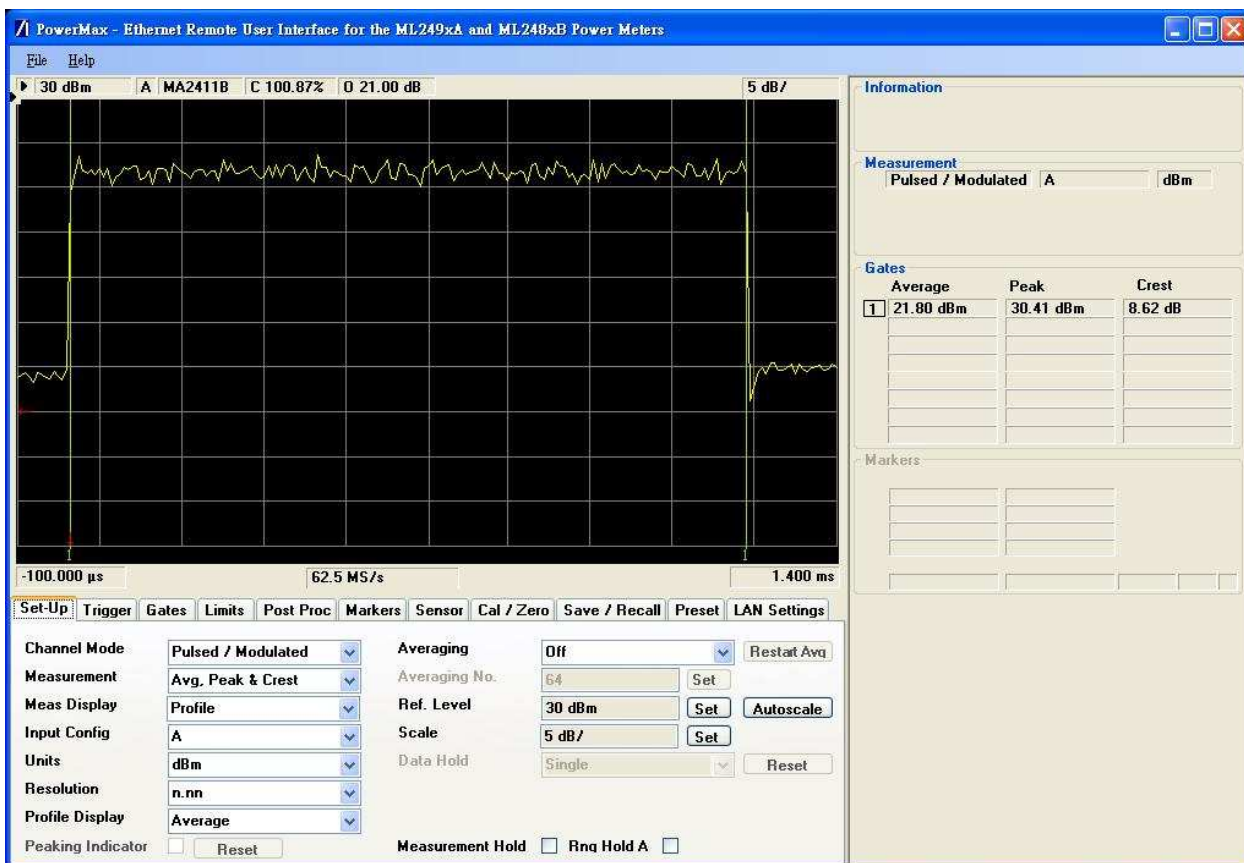 PowerMax - Ethernet Remote User Interface for the ML249xA and ML248xB Power Meters
File Help
30 dBm A MA2411B C 100.87% O 21.00 dB 5 dB/
1 1
-100.000 µs 62.5 MS/s 1.400 ms
Information
Measurement
Pulsed / Modulated A dBm
Gates
Average Peak Crest
1 21.80 dBm 30.41 dBm 8.62 dB
Markers
Set-Up Trigger Gates Limits Post Proc Markers Sensor Cal / Zero Save / Recall Preset LAN Settings
Channel Mode Pulsed / Modulated Averaging Off Restart Avg
Measurement Avg, Peak & Crest Averaging No. 64 Set
Meas Display Profile Ref. Level 30 dBm Set Autoscale
Input Config A Scale 5 dB/ Set
Units dBm Data Hold Single Reset
Resolution n.nn
Profile Display Average
Peaking Indicator Reset Measurement Hold Rng Hold A